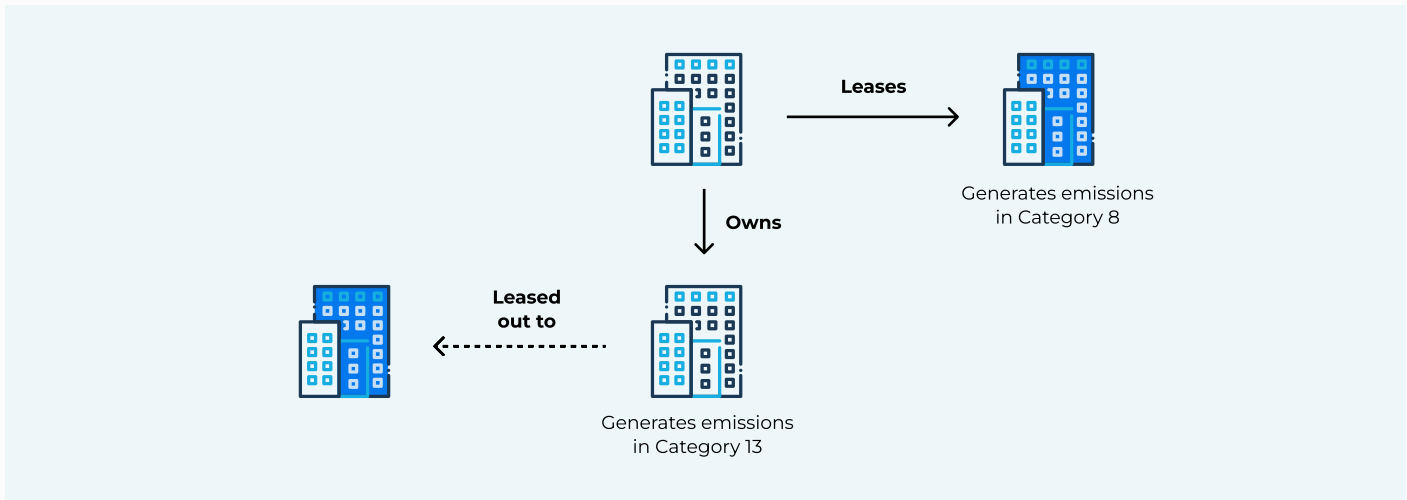 Leases
Generates emissions
in Category 8
Owns
Leased
out to
Generates emissions
in Category 13